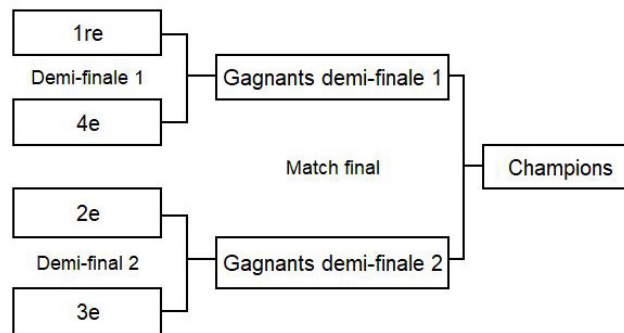 1re
Demi-finale 1
4e
Gagnants demi-finale 1
Match final
Champions
2e
Demi-final 2
3e
Gagnants demi-finale 2